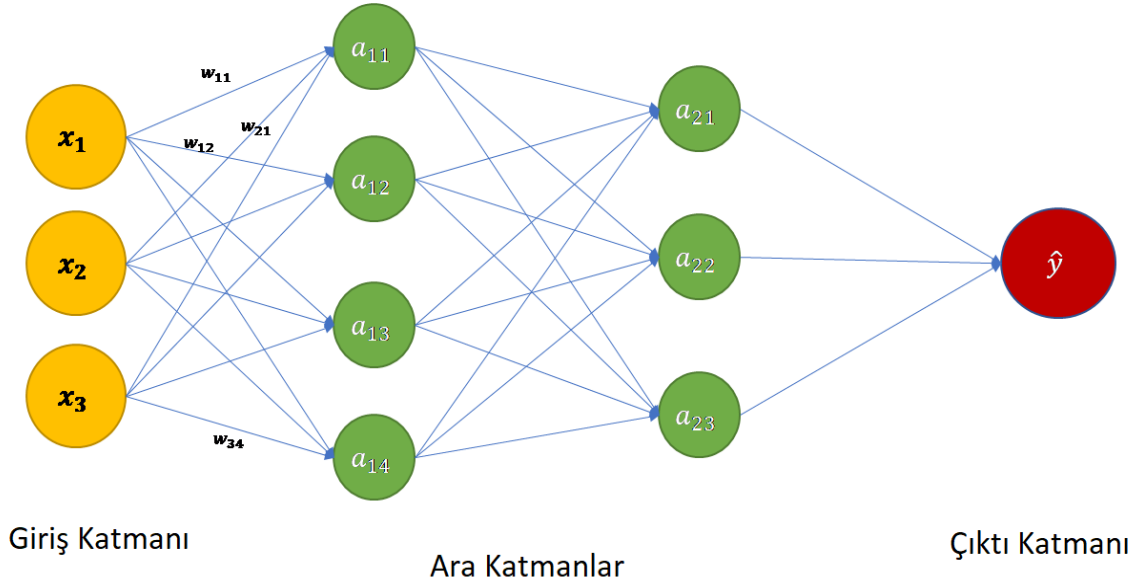 x₁
x₂
x₃
w₁₁
w₂₁
w₁₂
w₃₄
a₁₁
a₁₂
a₁₃
a₁₄
a₂₁
a₂₂
a₂₃
ŷ
Giriş Katmanı
Ara Katmanlar
Çıktı Katmanı